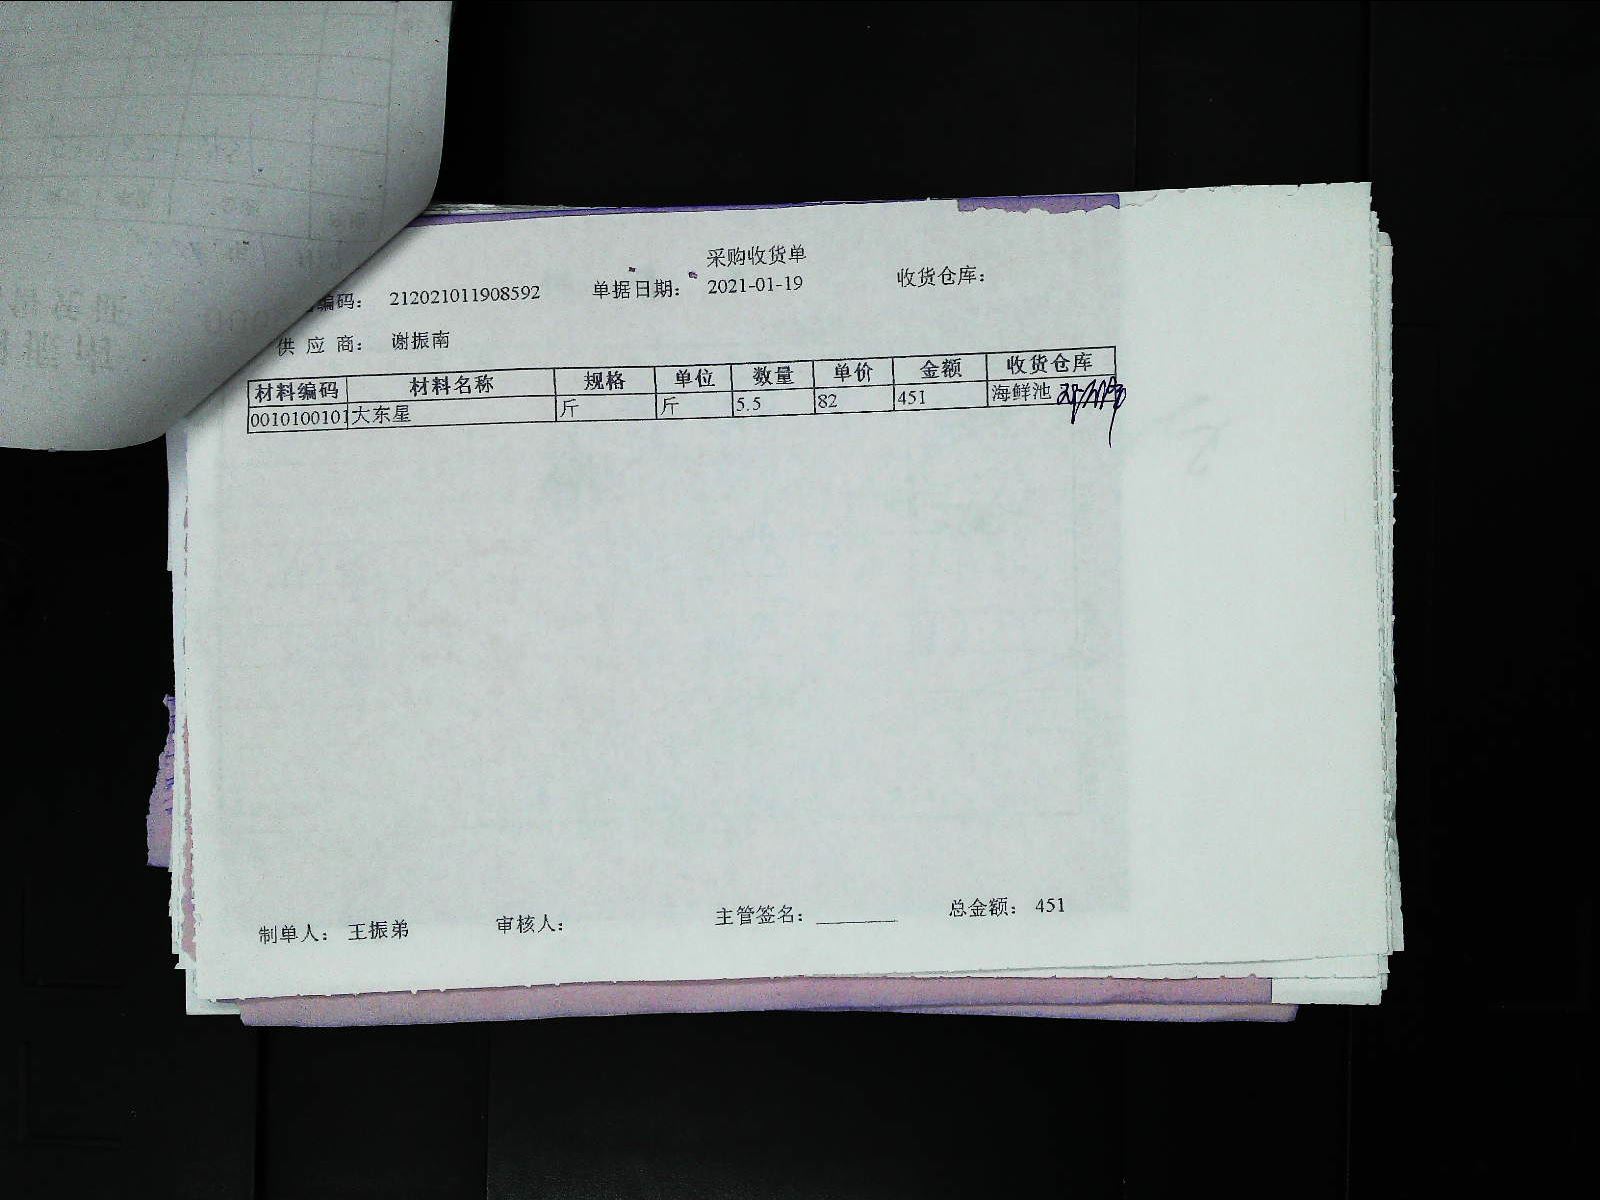 采购收货单
编码： 212021011908592 单据日期： 2021-01-19 收货仓库：
供 应 商： 谢振南
材料编码 材料名称 规格 单位 数量 单价 金额 收货仓库
0010100101 大东星 斤 斤 5.5 82 451 海鲜池
制单人： 王振弟 审核人： 主管签名：________ 总金额： 451